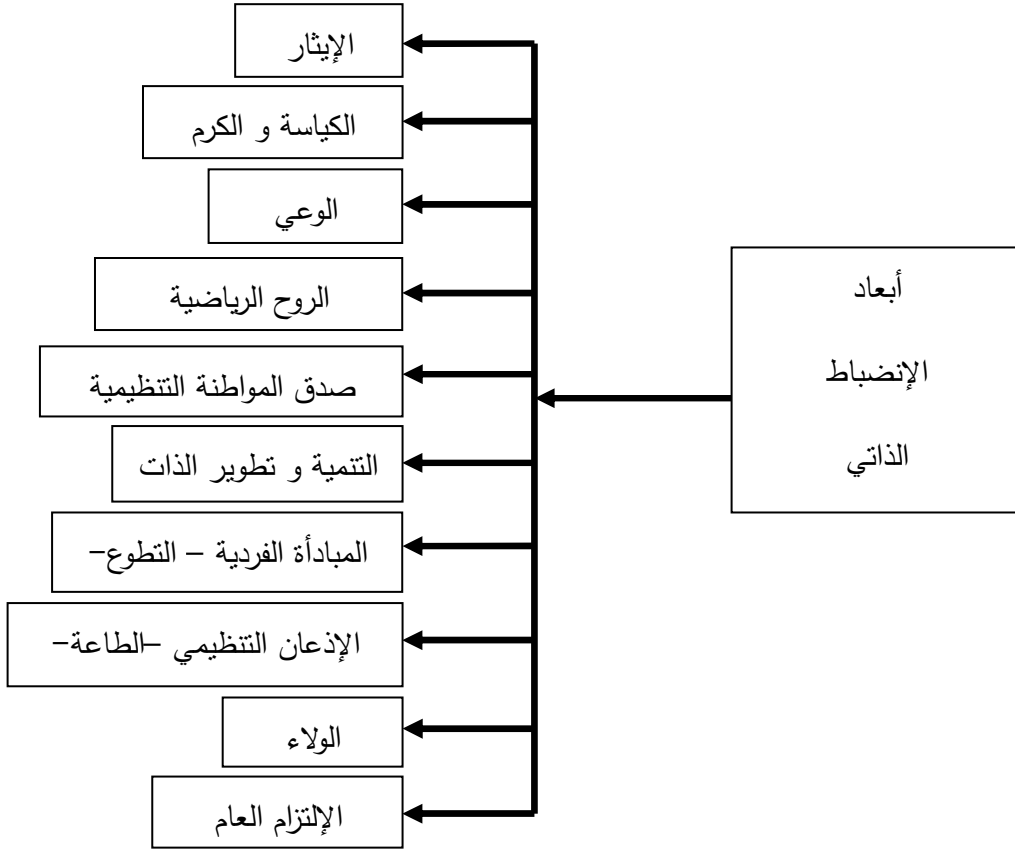 أبعاد
الإنضباط
الذاتي
الإيثار
الكياسة و الكرم
الوعي
الروح الرياضية
صدق المواطنة التنظيمية
التنمية و تطوير الذات
المبادأة الفردية – التطوع-
الإذعان التنظيمي –الطاعة-
الولاء
الإلتزام العام